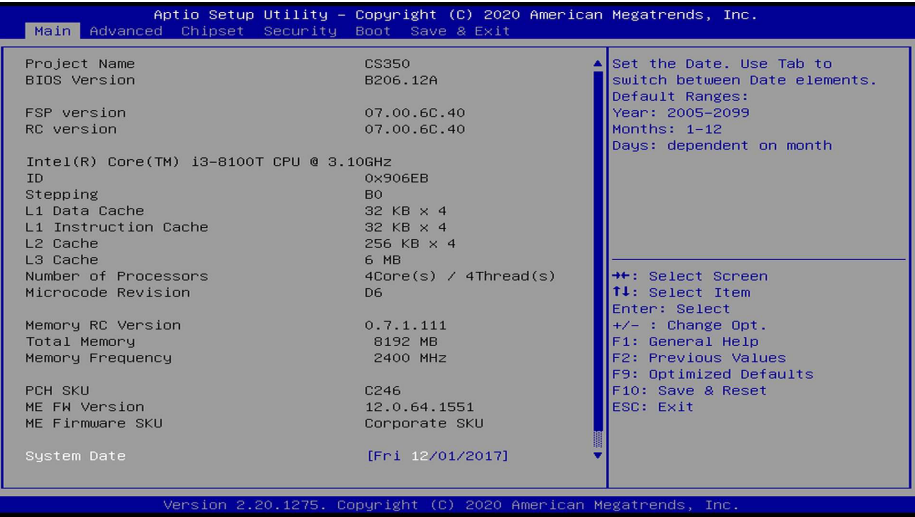 Aptio Setup Utility – Copyright (C) 2020 American Megatrends, Inc.
Main Advanced Chipset Security Boot Save & Exit
Project Name CS350
BIOS Version B206.12A
FSP version 07.00.6C.40
RC version 07.00.6C.40
Intel(R) Core(TM) i3-8100T CPU @ 3.10GHz
ID 0x906EB
Stepping B0
L1 Data Cache 32 KB x 4
L1 Instruction Cache 32 KB x 4
L2 Cache 256 KB x 4
L3 Cache 6 MB
Number of Processors 4Core(s) / 4Thread(s)
Microcode Revision D6
Memory RC Version 0.7.1.111
Total Memory 8192 MB
Memory Frequency 2400 MHz
PCH SKU C246
ME FW Version 12.0.64.1551
ME Firmware SKU Corporate SKU
System Date [Fri 12/01/2017]
Set the Date. Use Tab to
switch between Date elements.
Default Ranges:
Year: 2005-2099
Months: 1-12
Days: dependent on month
→←: Select Screen
↑↓: Select Item
Enter: Select
+/- : Change Opt.
F1: General Help
F2: Previous Values
F9: Optimized Defaults
F10: Save & Reset
ESC: Exit
Version 2.20.1275. Copyright (C) 2020 American Megatrends, Inc.